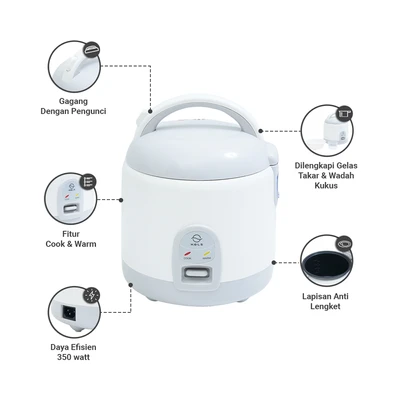 Gagang
Dengan Pengunci
Dilengkapi Gelas
Takar & Wadah
Kukus
Fitur
Cook & Warm
Lapisan Anti
Lengket
Daya Efisien
350 watt